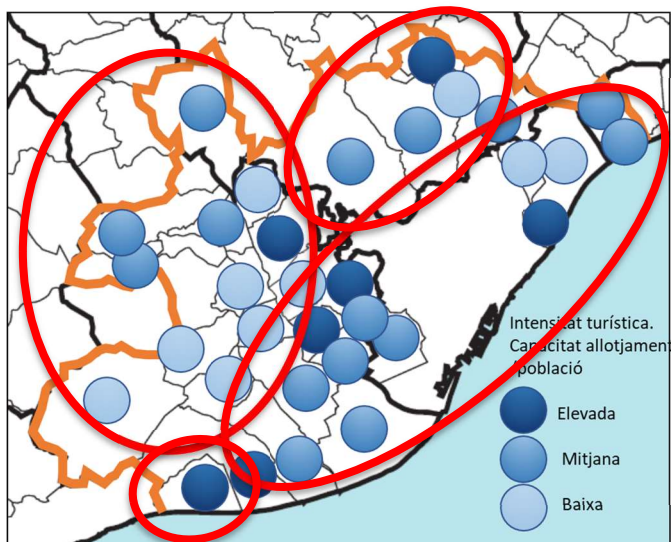 Intensitat turística.
Capacitat allotjament
/població
Elevada
Mitjana
Baixa